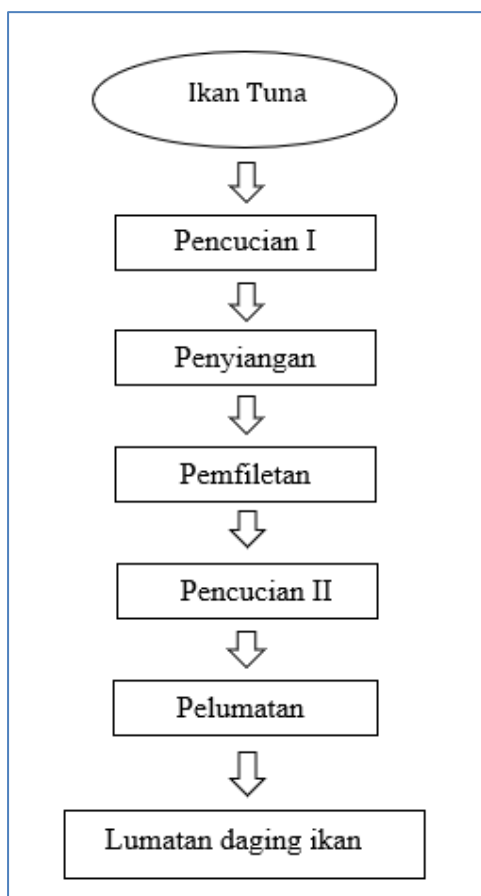 Ikan Tuna
Pencucian I
Penyiangan
Pemfiletan
Pencucian II
Pelumatan
Lumatan daging ikan